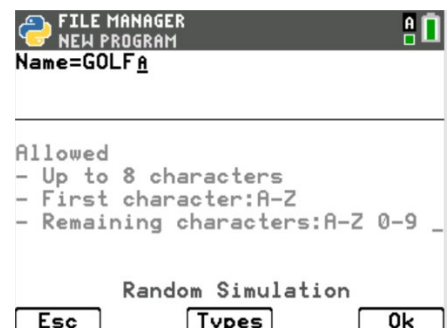 FILE MANAGER
NEW PROGRAM
A
Name=GOLFA
Allowed
- Up to 8 characters
- First character:A-Z
- Remaining characters:A-Z 0-9 _
Random Simulation
Esc Types Ok